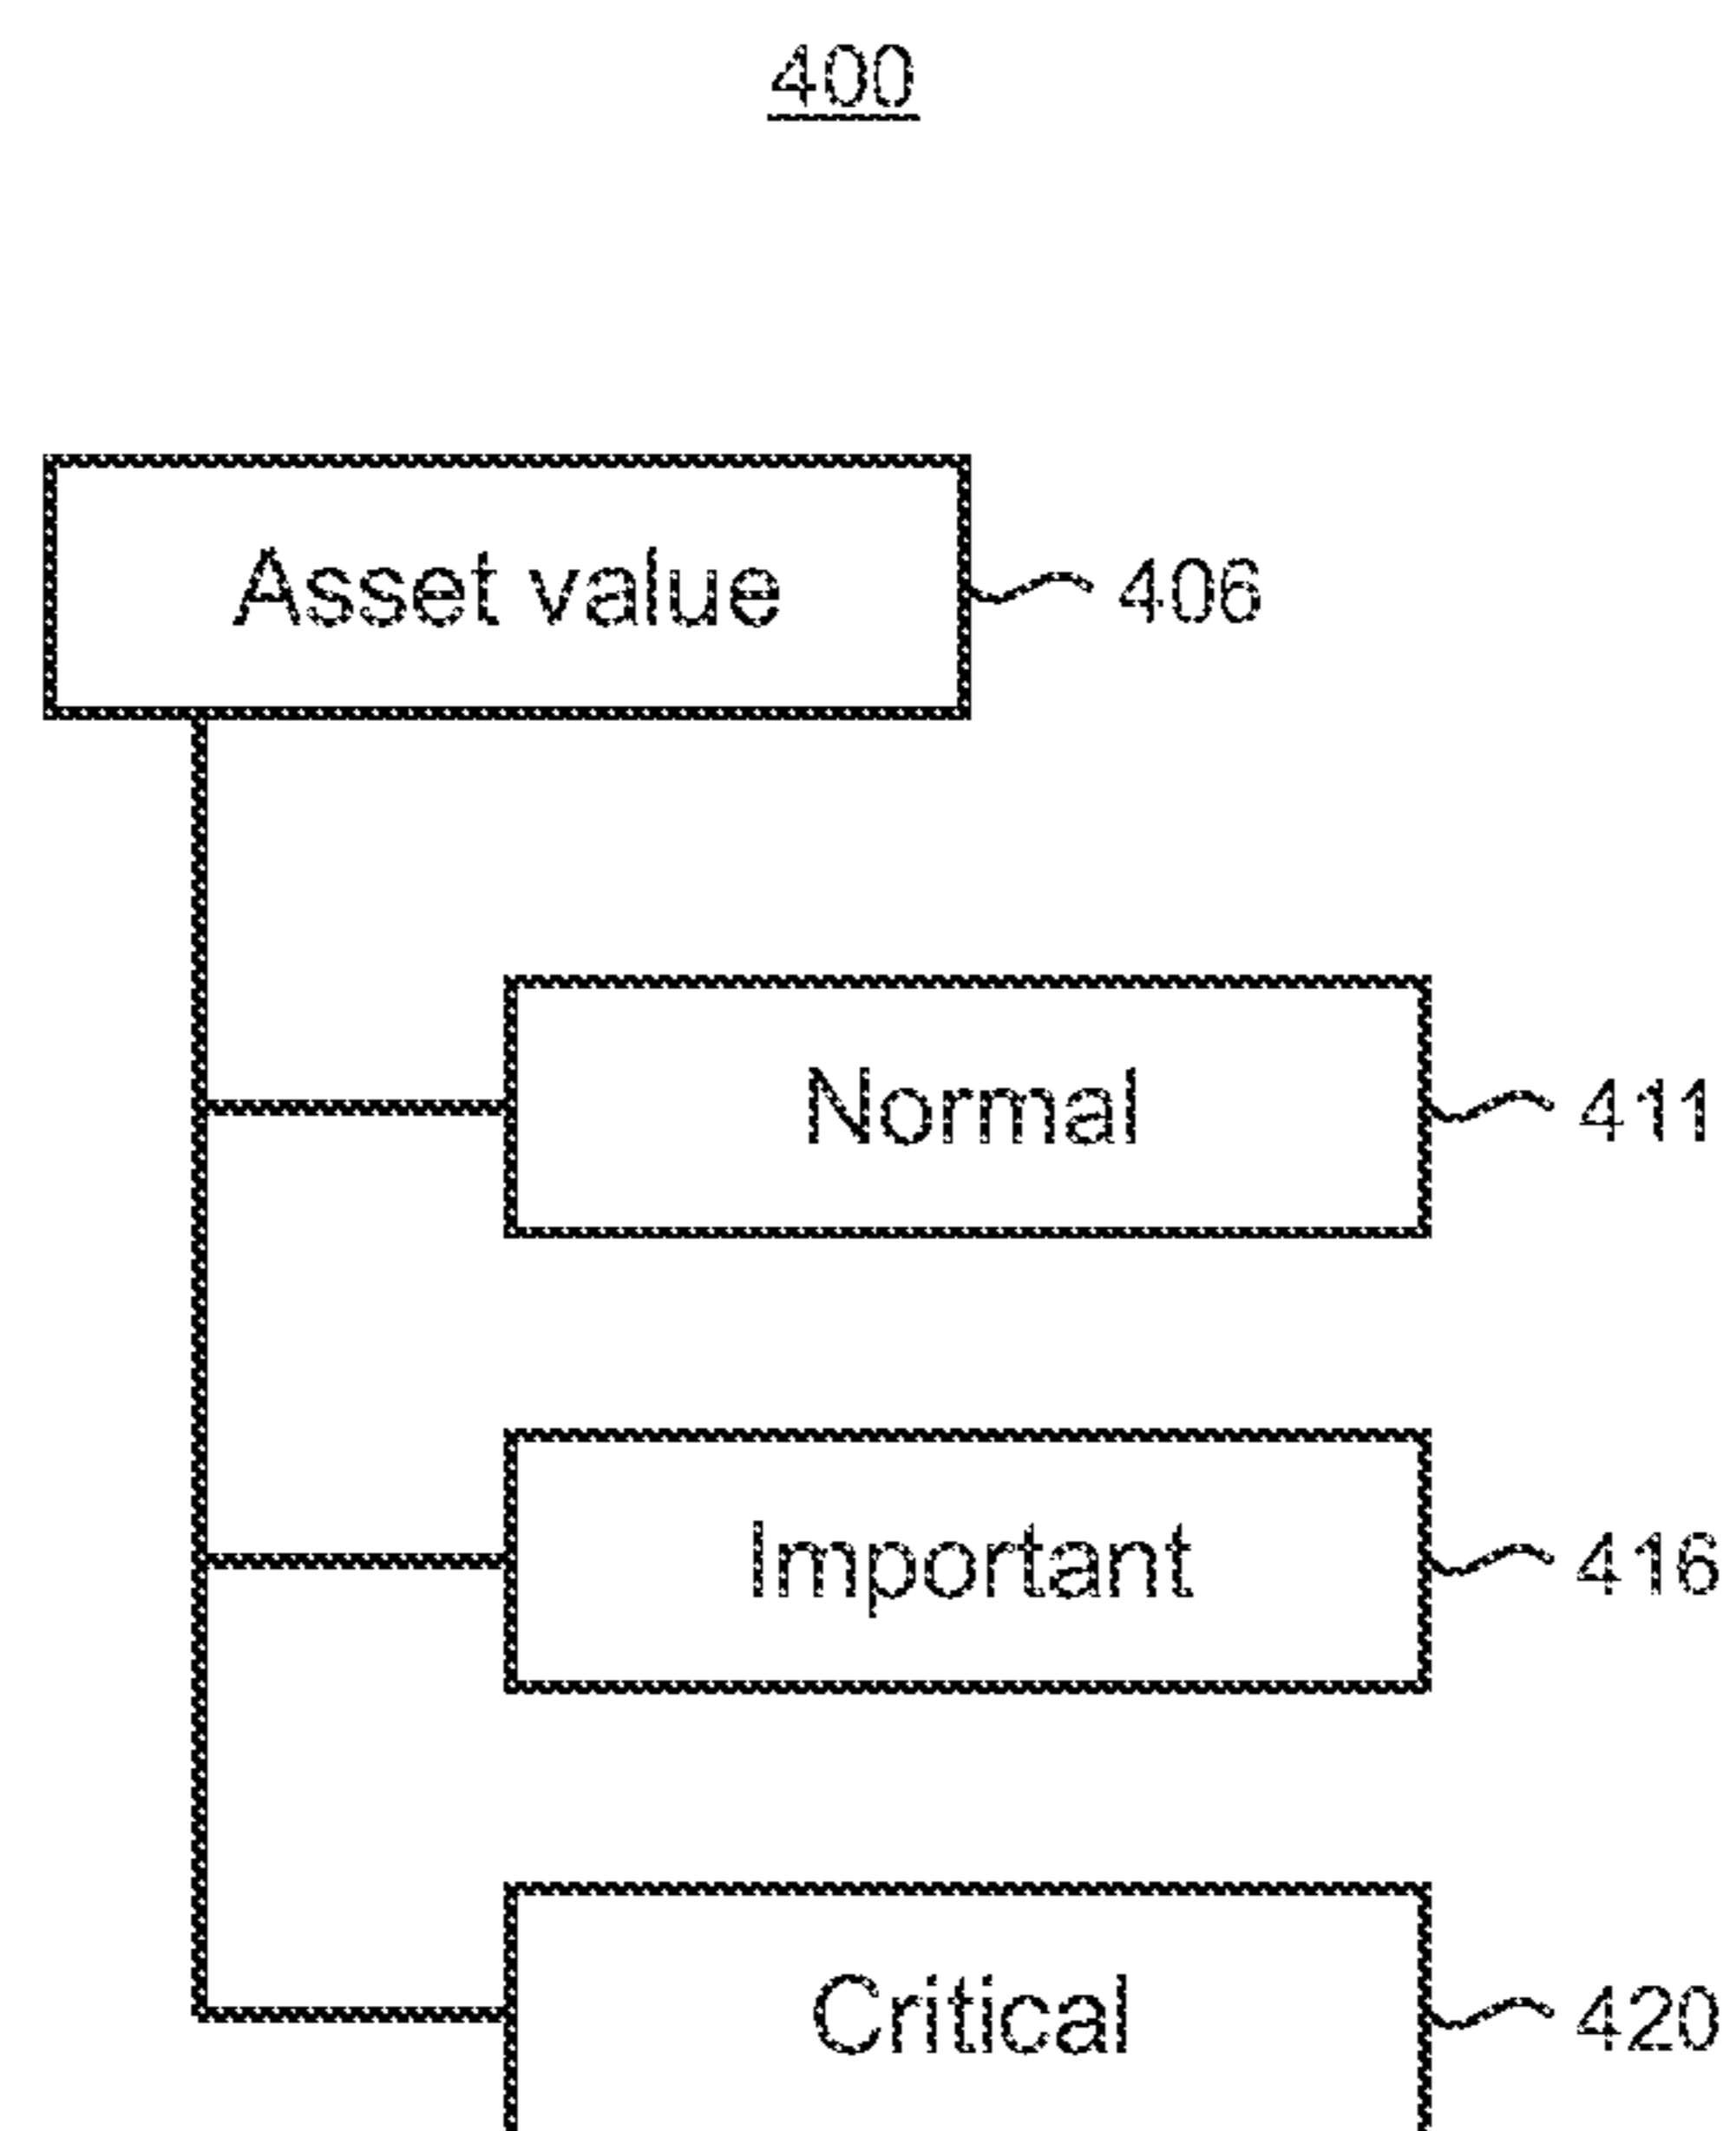 400
Asset value 406
Normal 411
Important 416
Critical 420